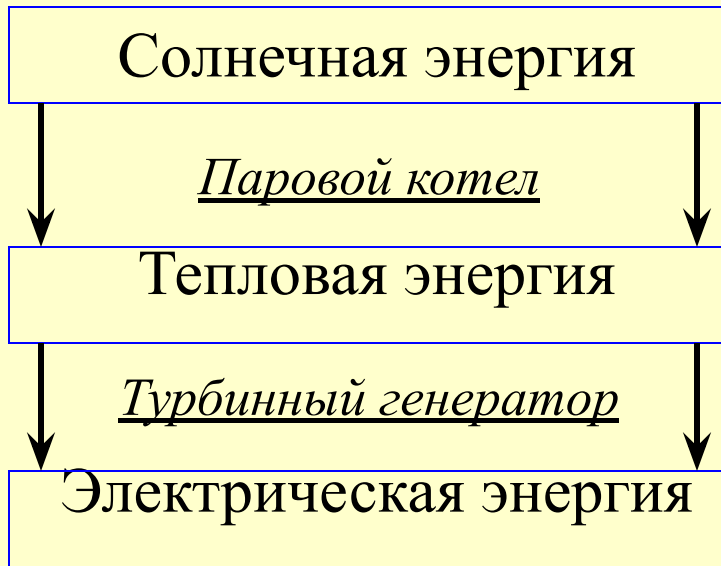 Солнечная энергия
Паровой котел
Тепловая энергия
Турбинный генератор
Электрическая энергия